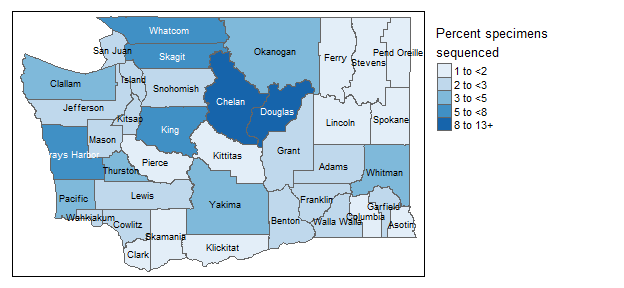 Percent specimens
sequenced
1 to <2
2 to <3
3 to <5
5 to <8
8 to 13+
Whatcom
San Juan
Skagit
Okanogan
Ferry
Stevens
Pend Oreille
Clallam
Island
Snohomish
Chelan
Douglas
Jefferson
Kitsap
King
Lincoln
Spokane
Mason
rays Harbor
Thurston
Pierce
Kittitas
Grant
Adams
Whitman
Pacific
Lewis
Yakima
Franklin
Garfield
Wahkiakum
Cowlitz
Skamania
Benton
Walla Walla
Columbia
Asotin
Clark
Klickitat